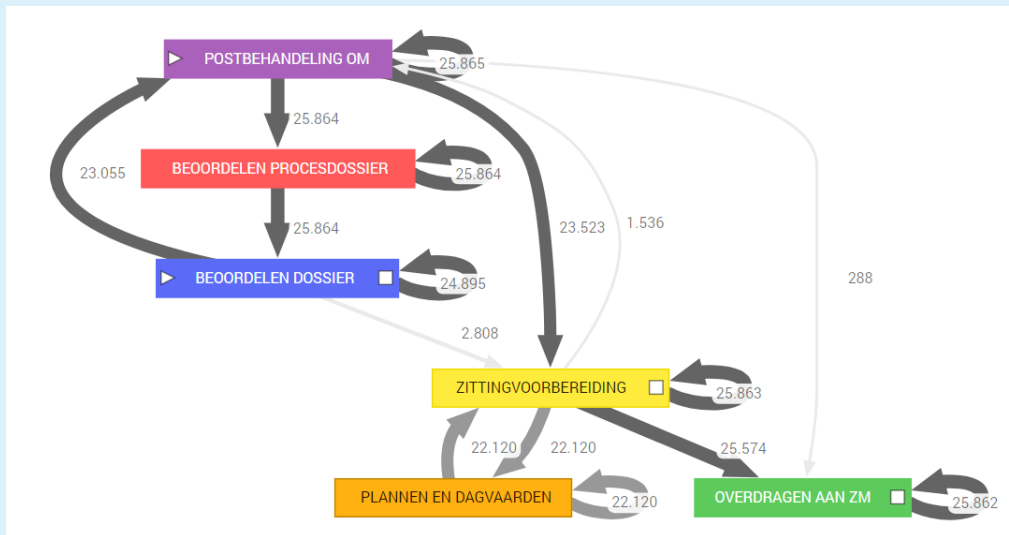 POSTBEHANDELING OM
25.865
25.864
BEOORDELEN PROCESDOSSIER
25.864
23.055
25.864
23.523
1.536
BEOORDELEN DOSSIER
24.895
288
2.808
ZITTINGVOORBEREIDING
25.863
22.120
22.120
25.574
PLANNEN EN DAGVAARDEN
22.120
OVERDRAGEN AAN ZM
25.862